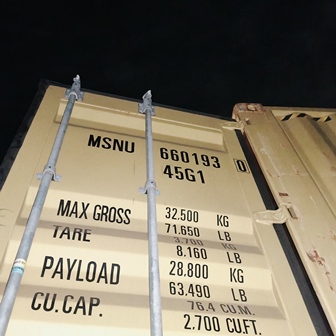 MSNU 660193 0
45G1
MAX GROSS 32.500 KG
71.650 LB
TARE 3.700 KG
8.160 LB
PAYLOAD 28.800 KG
63.490 LB
CU.CAP. 76.4 CU.M.
2.700 CU.FT.